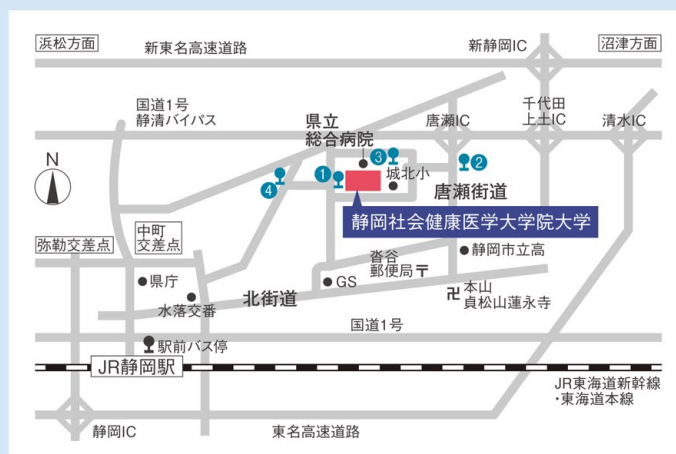 浜松方面
新東名高速道路
新静岡IC
沼津方面
国道1号
静清バイパス
県立
総合病院
唐瀬IC
千代田
上土IC
清水IC
N
①
③
城北小
②
④
唐瀬街道
静岡社会健康医学大学院大学
弥勒交差点
中町
交差点
県庁
水落交番
北街道
沓谷
郵便局〒
GS
静岡市立高
卍 本山
貞松山蓮永寺
国道1号
駅前バス停
JR静岡駅
JR東海道新幹線
・東海道本線
静岡IC
東名高速道路